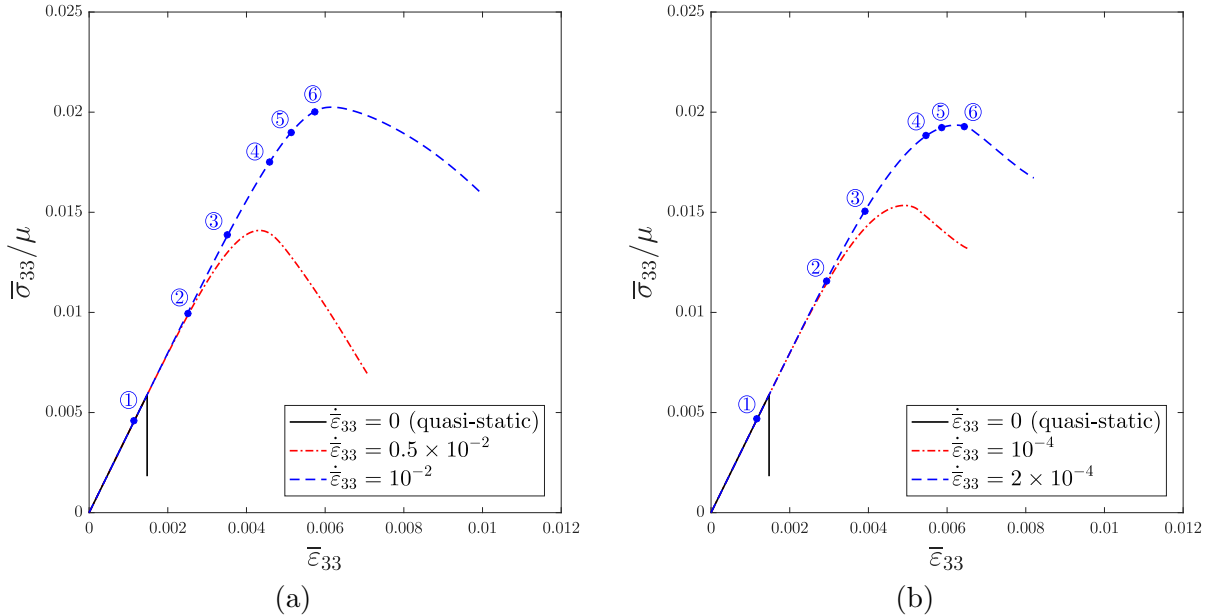 0.025
0.02
0.015
0.01
0.005
0
0 0.002 0.004 0.006 0.008 0.01 0.012
σ̅₃₃/μ
ε̅₃₃
① ② ③ ④ ⑤ ⑥
ε̅̇₃₃ = 0 (quasi-static)
ε̅̇₃₃ = 0.5 × 10⁻²
ε̅̇₃₃ = 10⁻²
(a)
0.025
0.02
0.015
0.01
0.005
0
0 0.002 0.004 0.006 0.008 0.01 0.012
σ̅₃₃/μ
ε̅₃₃
① ② ③ ④ ⑤ ⑥
ε̅̇₃₃ = 0 (quasi-static)
ε̅̇₃₃ = 10⁻⁴
ε̅̇₃₃ = 2 × 10⁻⁴
(b)